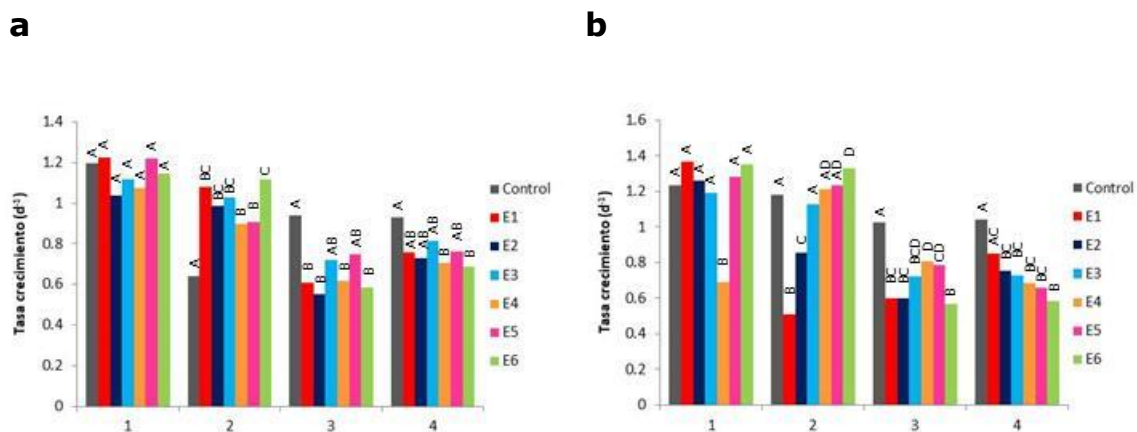 a
b
1.4
1.2
1
0.8
0.6
0.4
0.2
0
Tasa crecimiento (d⁻¹)
A A A A A A A
A BC BC BC B B C
A B B AB B AB B
A AB AB AB B AB B
1 2 3 4
Control
E1
E2
E3
E4
E5
E6
1.6
1.4
1.2
1.0
0.8
0.6
0.4
0.2
0
Tasa crecimiento (d⁻¹)
A A A A B A A
A B C A AD AD D
A BC BC BCD D CD B
A AC BC BC B BC B
1 2 3 4
Control
E1
E2
E3
E4
E5
E6